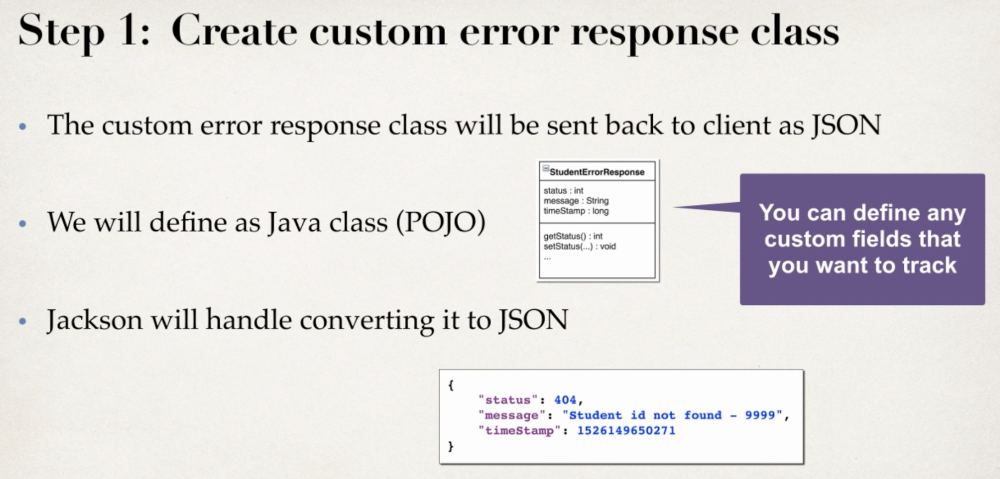 Step 1: Create custom error response class
• The custom error response class will be sent back to client as JSON
• We will define as Java class (POJO)
StudentErrorResponse
status : int
message : String
timeStamp : long
getStatus() : int
setStatus(...) : void
...
You can define any
custom fields that
you want to track
• Jackson will handle converting it to JSON
{
"status": 404,
"message": "Student id not found - 9999",
"timeStamp": 1526149650271
}